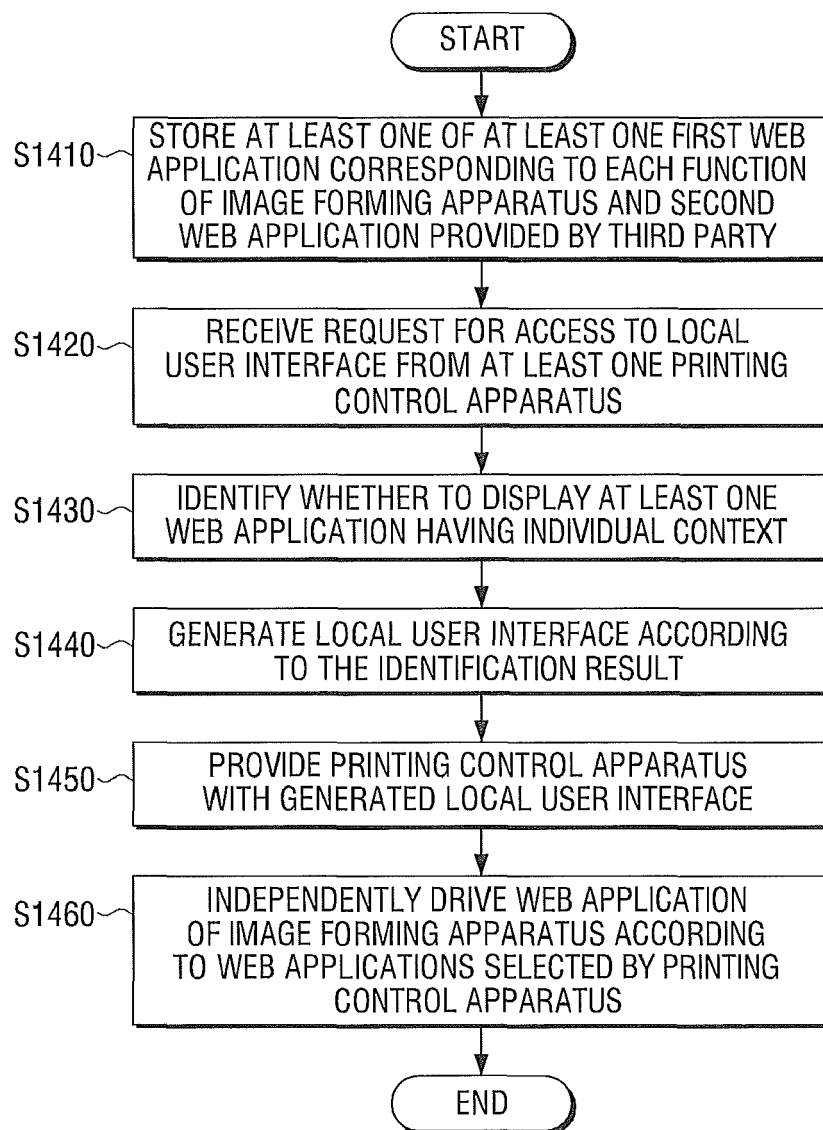 START
S1410
STORE AT LEAST ONE OF AT LEAST ONE FIRST WEB
APPLICATION CORRESPONDING TO EACH FUNCTION
OF IMAGE FORMING APPARATUS AND SECOND
WEB APPLICATION PROVIDED BY THIRD PARTY
S1420
RECEIVE REQUEST FOR ACCESS TO LOCAL
USER INTERFACE FROM AT LEAST ONE PRINTING
CONTROL APPARATUS
S1430
IDENTIFY WHETHER TO DISPLAY AT LEAST ONE
WEB APPLICATION HAVING INDIVIDUAL CONTEXT
S1440
GENERATE LOCAL USER INTERFACE ACCORDING
TO THE IDENTIFICATION RESULT
S1450
PROVIDE PRINTING CONTROL APPARATUS
WITH GENERATED LOCAL USER INTERFACE
S1460
INDEPENDENTLY DRIVE WEB APPLICATION
OF IMAGE FORMING APPARATUS ACCORDING
TO WEB APPLICATIONS SELECTED BY PRINTING
CONTROL APPARATUS
END